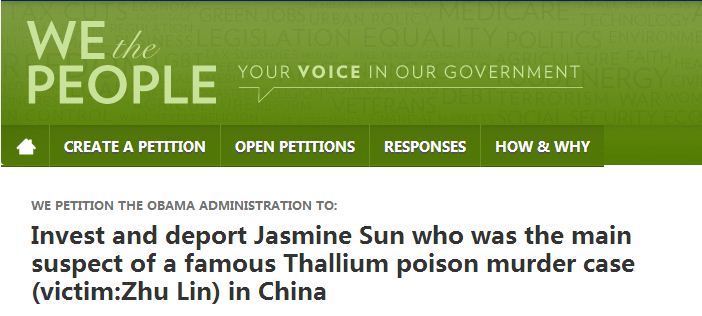 WE the
PEOPLE
YOUR VOICE IN OUR GOVERNMENT
CREATE A PETITION OPEN PETITIONS RESPONSES HOW & WHY
WE PETITION THE OBAMA ADMINISTRATION TO:
Invest and deport Jasmine Sun who was the main
suspect of a famous Thallium poison murder case
(victim:Zhu Lin) in China